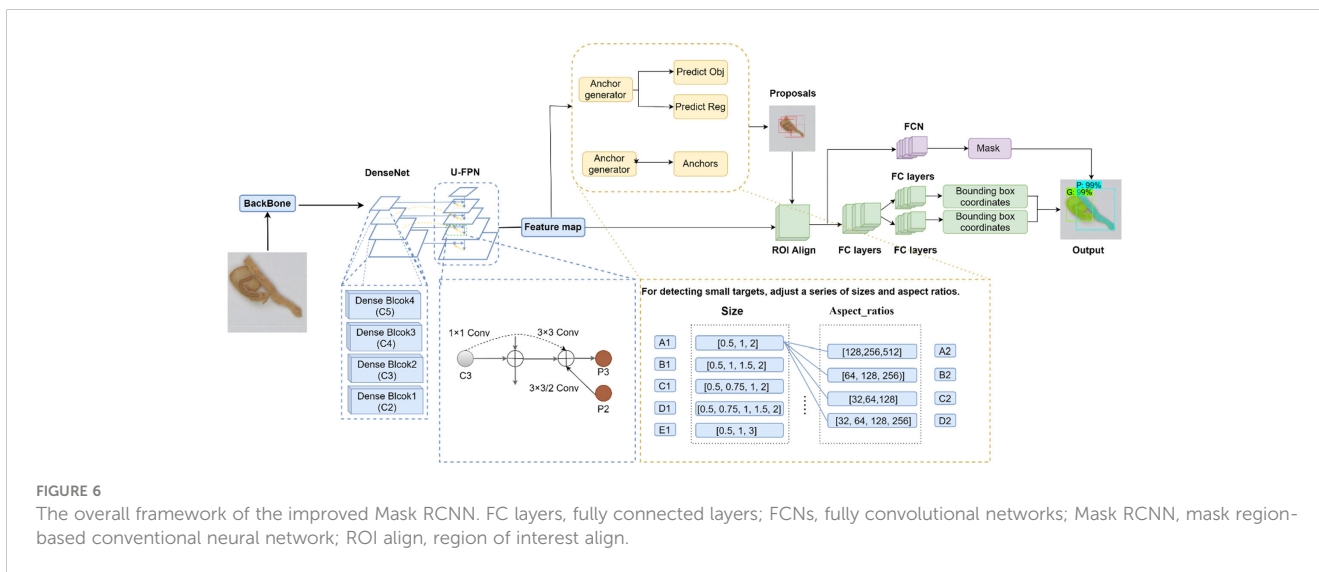 Anchor
generator
Predict Obj
Predict Reg
Anchor
generator
Anchors
Proposals
FCN
Mask
DenseNet
U-FPN
BackBone
Feature map
FC layers
Bounding box
coordinates
Bounding box
coordinates
ROI Align
FC layers
FC layers
P: 99%
G: 99%
Output
Dense Blcok4
(C5)
Dense Blcok3
(C4)
Dense Blcok2
(C3)
Dense Blcok1
(C2)
1×1 Conv
3×3 Conv
C3
P3
3×3/2 Conv
P2
For detecting small targets, adjust a series of sizes and aspect ratios.
Size
Aspect_ratios
A1
[0.5, 1, 2]
B1
[0.5, 1, 1.5, 2]
C1
[0.5, 0.75, 1, 2]
D1
[0.5, 0.75, 1, 1.5, 2]
E1
[0.5, 1, 3]
[128,256,512]
A2
[64, 128, 256)]
B2
[32,64,128]
C2
[32, 64, 128, 256]
D2
FIGURE 6
The overall framework of the improved Mask RCNN. FC layers, fully connected layers; FCNs, fully convolutional networks; Mask RCNN, mask region-
based conventional neural network; ROI align, region of interest align.